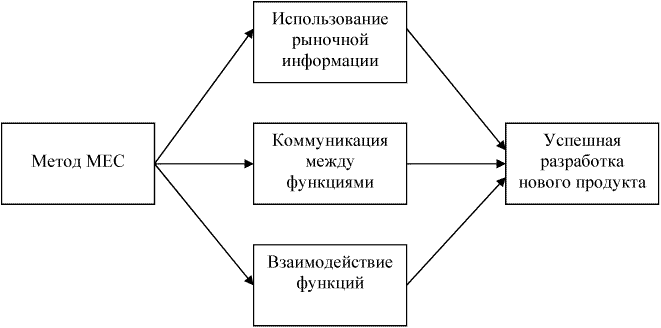 Использование
рыночной
информации
Метод МЕС
Коммуникация
между
функциями
Успешная
разработка
нового продукта
Взаимодействие
функций